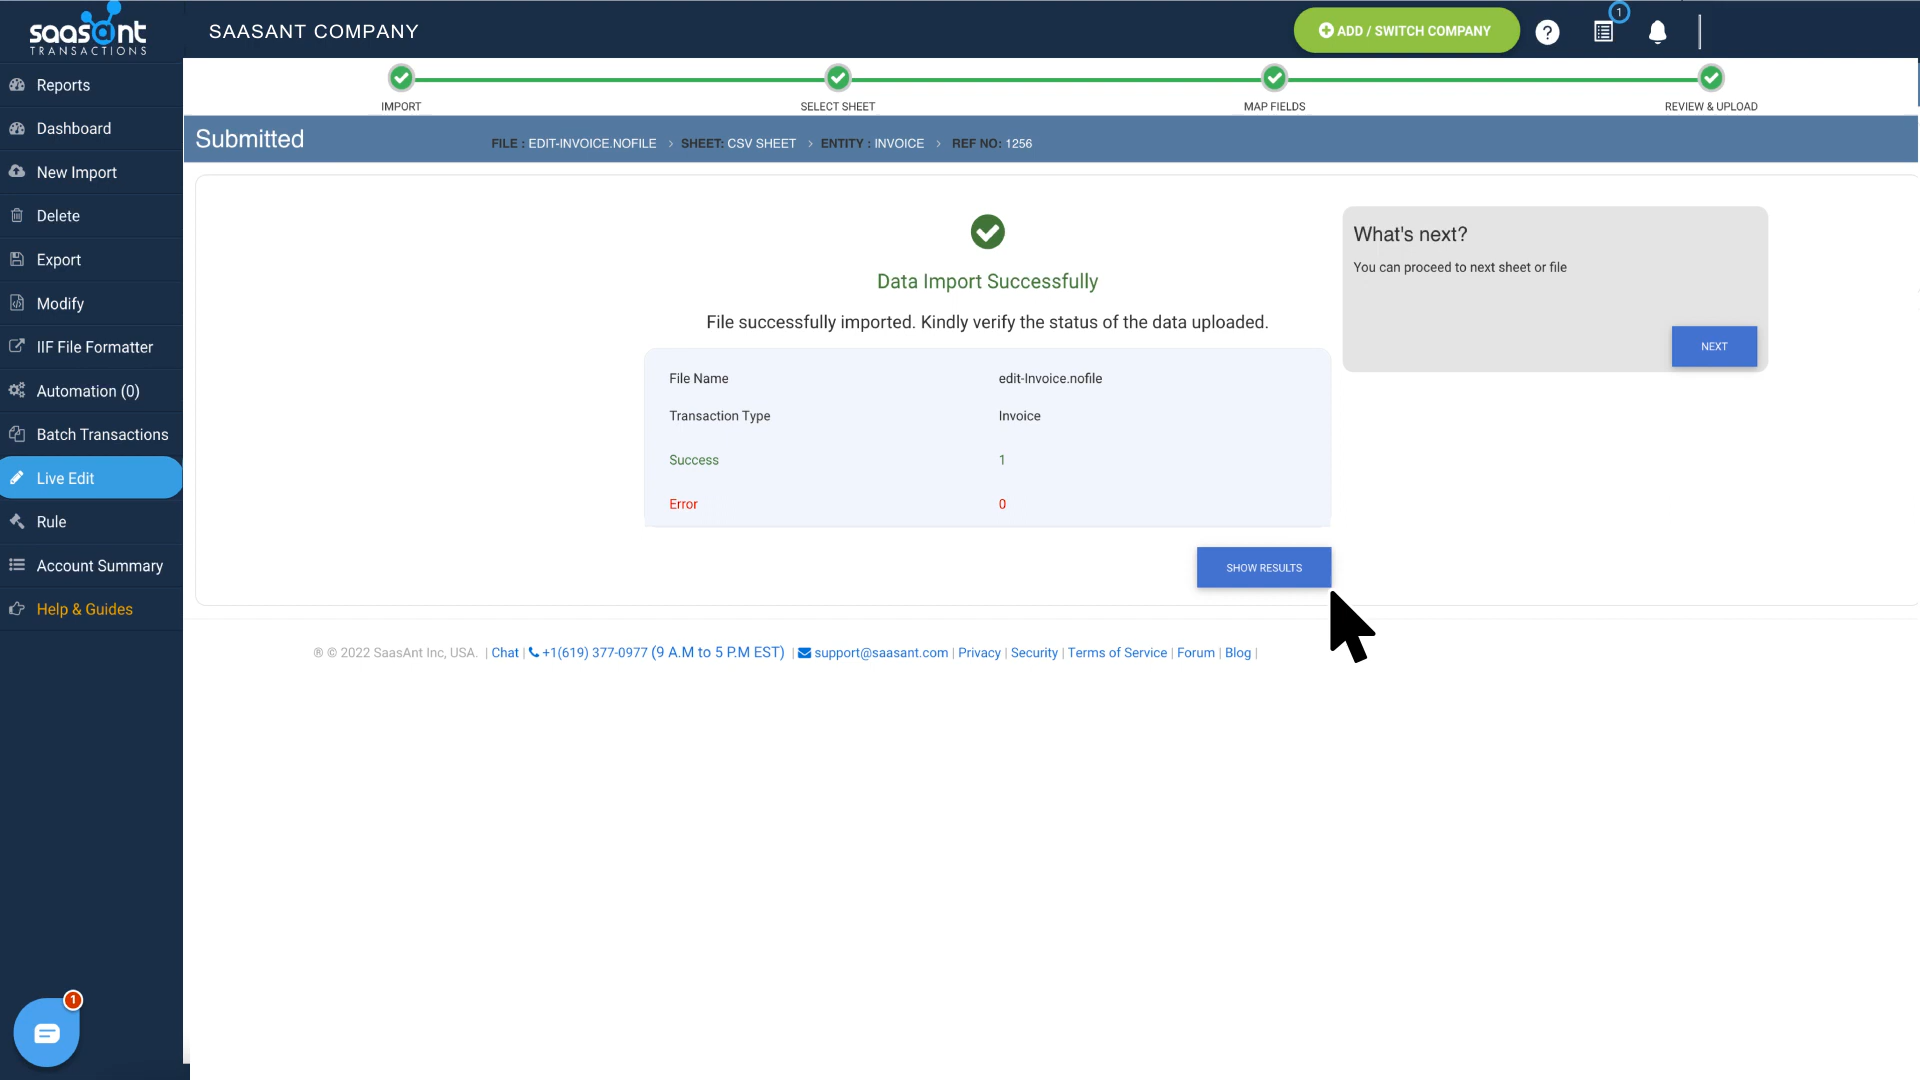 saasant
TRANSACTIONS
SAASANT COMPANY
ADD / SWITCH COMPANY
?
1
Reports
Dashboard
New Import
Delete
Export
Modify
IIF File Formatter
Automation (0)
Batch Transactions
Live Edit
Rule
Account Summary
Help & Guides
1
IMPORT
SELECT SHEET
MAP FIELDS
REVIEW & UPLOAD
Submitted
FILE : EDIT-INVOICE.NOFILE > SHEET: CSV SHEET > ENTITY : INVOICE > REF NO: 1256
Data Import Successfully
File successfully imported. Kindly verify the status of the data uploaded.
File Name edit-Invoice.nofile
Transaction Type Invoice
Success 1
Error 0
SHOW RESULTS
What's next?
You can proceed to next sheet or file
NEXT
® © 2022 SaasAnt Inc, USA. | Chat | +1(619) 377-0977 (9 A.M to 5 P.M EST) | support@saasant.com | Privacy | Security | Terms of Service | Forum | Blog |